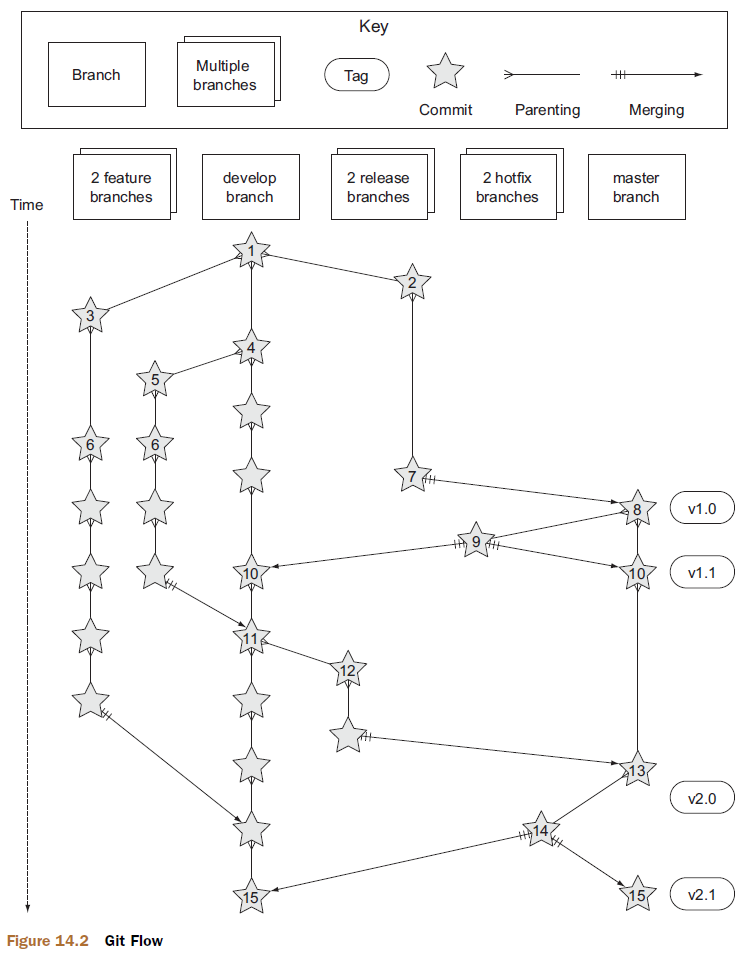 Key
Branch
Multiple
branches
Tag
Commit
Parenting
Merging
2 feature
branches
develop
branch
2 release
branches
2 hotfix
branches
master
branch
Time
1
2
3
4
5
6
6
7
8
v1.0
9
10
10
v1.1
11
12
13
v2.0
14
15
15
v2.1
Figure 14.2 Git Flow